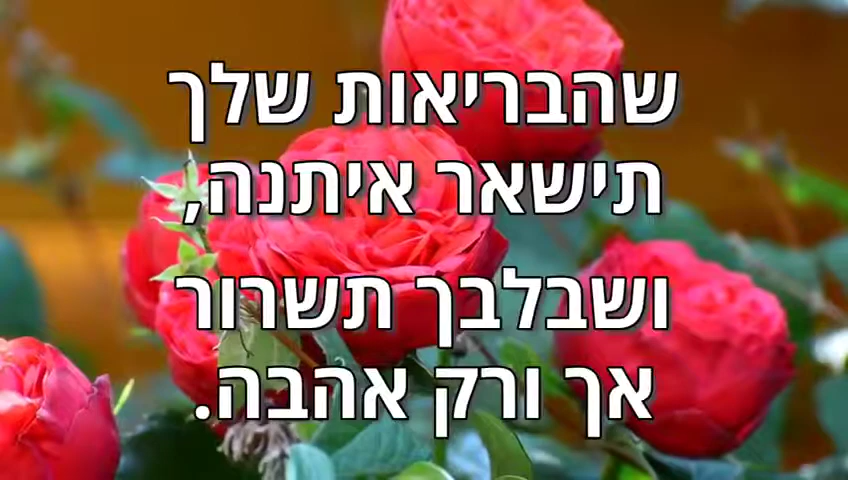 שהבריאות שלך
תישאר איתנה,
ושבלבך תשרור
אך ורק אהבה.